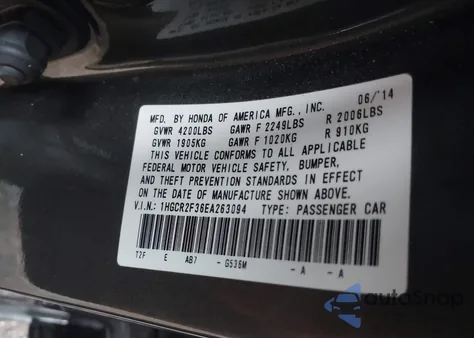 MFD. BY HONDA OF AMERICA MFG., INC. 06/'14
GVWR 4200LBS GAWR F 2249LBS R 2006LBS
GVWR 1905KG GAWR F 1020KG R 910KG
THIS VEHICLE CONFORMS TO ALL APPLICABLE
FEDERAL MOTOR VEHICLE SAFETY, BUMPER,
AND THEFT PREVENTION STANDARDS IN EFFECT
ON THE DATE OF MANUFACTURE SHOWN ABOVE.
V.I.N.: 1HGCR2F36EA263094 TYPE: PASSENGER CAR
T2F E AB7 - G536M - A - A
autoSnap